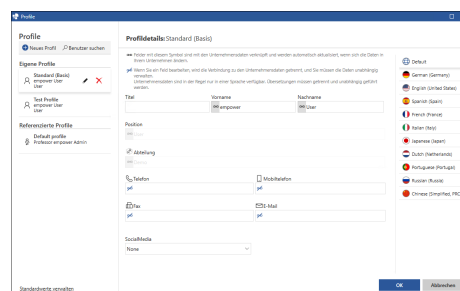 Profile
Profile
Neues Profil
Benutzer suchen
Eigene Profile
Standard (Basis)
empower User
User
Test Profile
empower User
User
Referenzierte Profile
Default profile
Professor empower Admin
Standardwerte verwalten
Profildetails: Standard (Basis)
Felder mit diesem Symbol sind mit den Unternehmensdaten verknüpft und werden automatisch aktualisiert, wenn sich die Daten in
Ihrem Unternehmen ändern.
Wenn Sie ein Feld bearbeiten, wird die Verbindung zu den Unternehmensdaten getrennt, und Sie müssen die Daten unabhängig
verwalten.
Unternehmensdaten sind in der Regel nur in einer Sprache verfügbar. Übersetzungen müssen getrennt und unabhängig geführt
werden.
Titel
Vorname
Nachname
empower
User
Position
Abteilung
Telefon
Mobiltelefon
Fax
E-Mail
SocialMedia
None
Default
German (Germany)
English (United States)
Spanish (Spain)
French (France)
Italian (Italy)
Japanese (Japan)
Dutch (Netherlands)
Portuguese (Portugal)
Russian (Russia)
Chinese (Simplified, PRC)
OK
Abbrechen